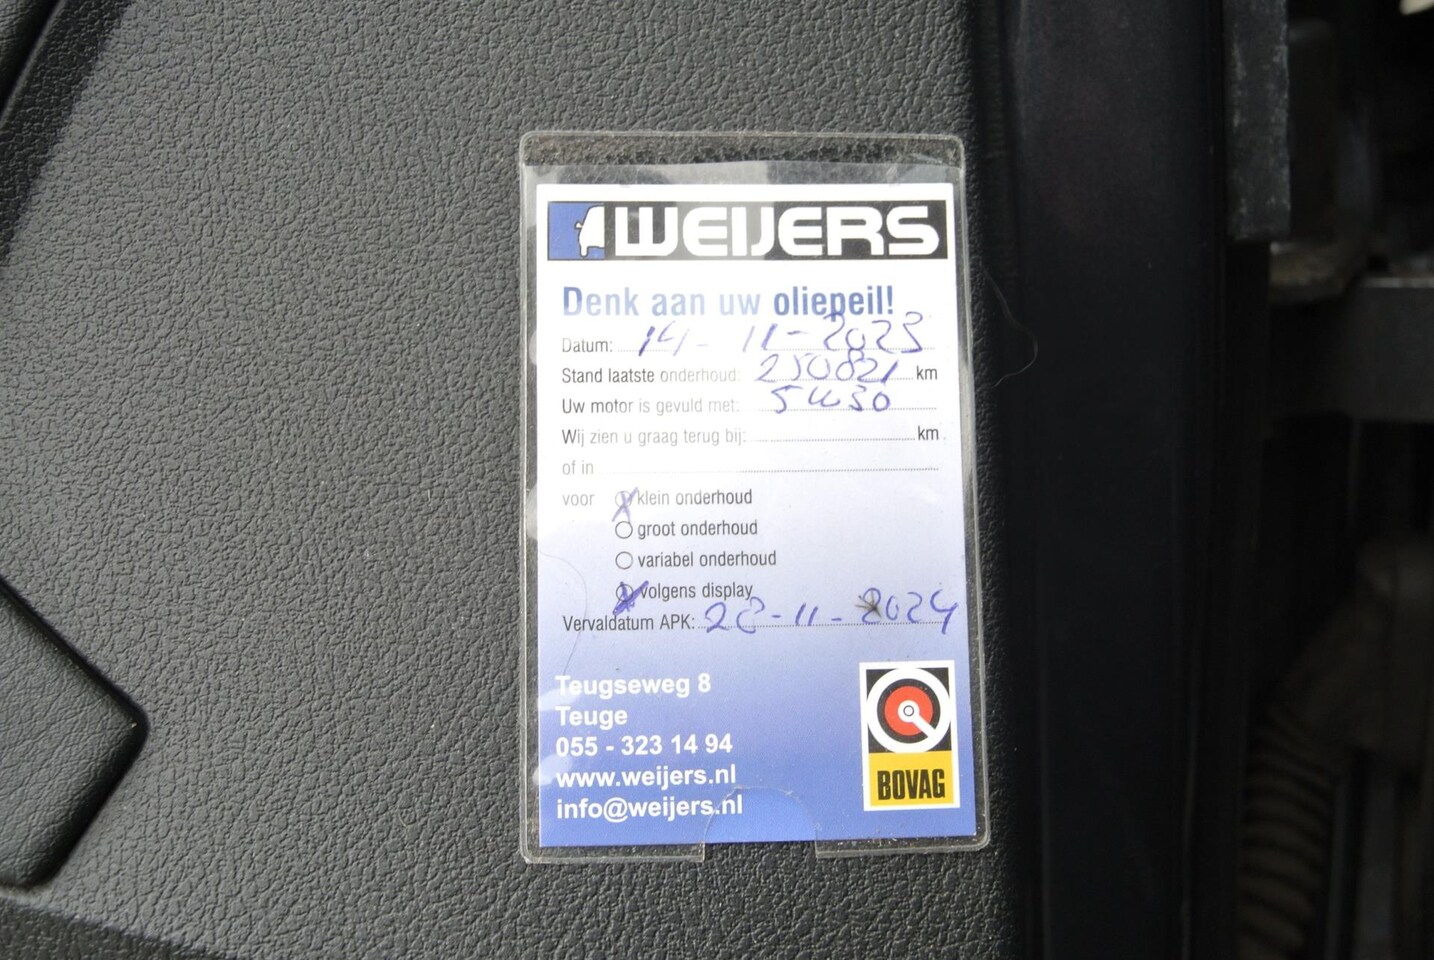 WEIJERS
Denk aan uw oliepeil!
Datum: 14-11-2023
Stand laatste onderhoud: 250821 km
Uw motor is gevuld met: 5W30
Wij zien u graag terug bij: km
of in
voor klein onderhoud
groot onderhoud
variabel onderhoud
volgens display
Vervaldatum APK: 28-11-2024
Teugseweg 8
Teuge
055 - 323 14 94
www.weijers.nl
info@weijers.nl
BOVAG